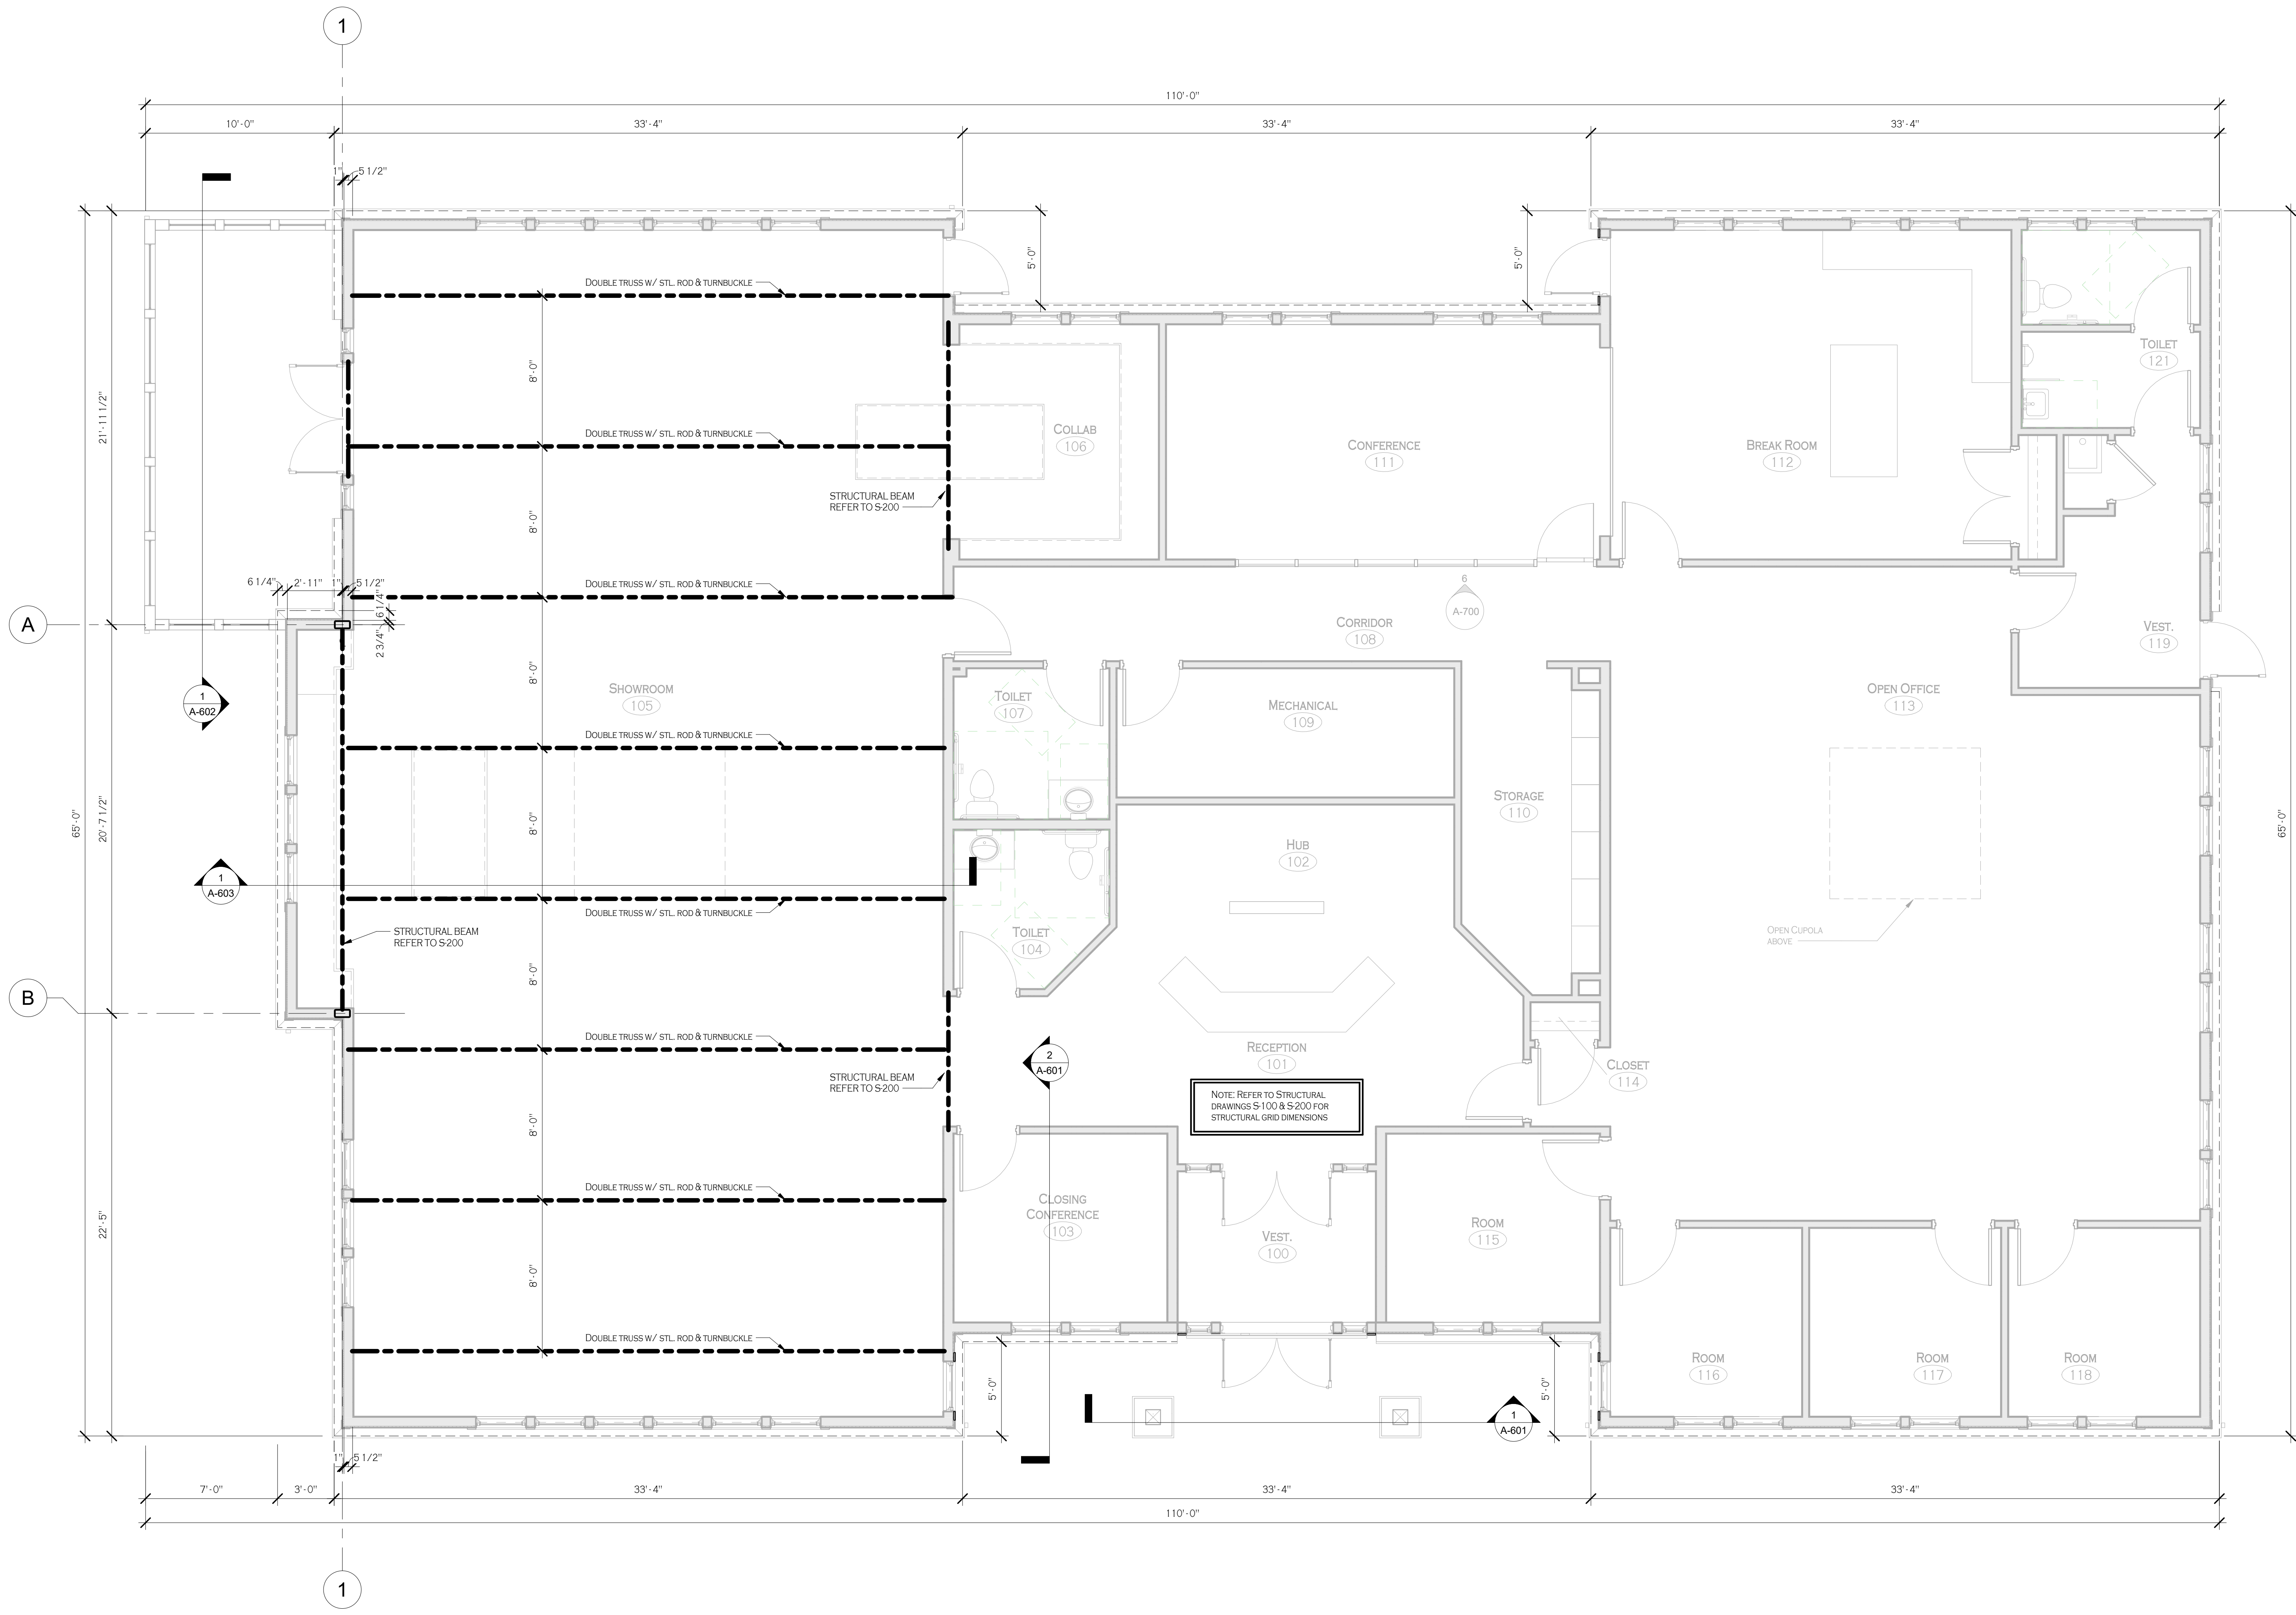 1
110'-0"
10'-0"
33'-4"
33'-4"
33'-4"
1"
5 1/2"
5'-0"
5'-0"
DOUBLE TRUSS W/ STL. ROD & TURNBUCKLE
8'-0"
TOILET
121
21'-11 1/2"
DOUBLE TRUSS W/ STL. ROD & TURNBUCKLE
COLLAB
106
CONFERENCE
111
BREAK ROOM
112
STRUCTURAL BEAM
REFER TO S-200
8'-0"
6 1/4"
2'-11"
1"
5 1/2"
DOUBLE TRUSS W/ STL. ROD & TURNBUCKLE
6 1/4"
2 3/4"
A
6
A-700
CORRIDOR
108
VEST.
119
8'-0"
1
A-602
SHOWROOM
105
TOILET
107
MECHANICAL
109
OPEN OFFICE
113
DOUBLE TRUSS W/ STL. ROD & TURNBUCKLE
65'-0"
20'-7 1/2"
8'-0"
STORAGE
110
65'-0"
HUB
102
1
A-603
DOUBLE TRUSS W/ STL. ROD & TURNBUCKLE
STRUCTURAL BEAM
REFER TO S-200
TOILET
104
OPEN CUPOLA
ABOVE
8'-0"
B
DOUBLE TRUSS W/ STL. ROD & TURNBUCKLE
STRUCTURAL BEAM
REFER TO S-200
2
A-601
RECEPTION
101
CLOSET
114
NOTE: REFER TO STRUCTURAL
DRAWINGS S-100 & S-200 FOR
STRUCTURAL GRID DIMENSIONS
8'-0"
DOUBLE TRUSS W/ STL. ROD & TURNBUCKLE
22'-5"
CLOSING
CONFERENCE
103
VEST.
100
ROOM
115
8'-0"
DOUBLE TRUSS W/ STL. ROD & TURNBUCKLE
5'-0"
5'-0"
ROOM
116
ROOM
117
ROOM
118
1
A-601
1"
5 1/2"
7'-0"
3'-0"
33'-4"
33'-4"
33'-4"
110'-0"
1